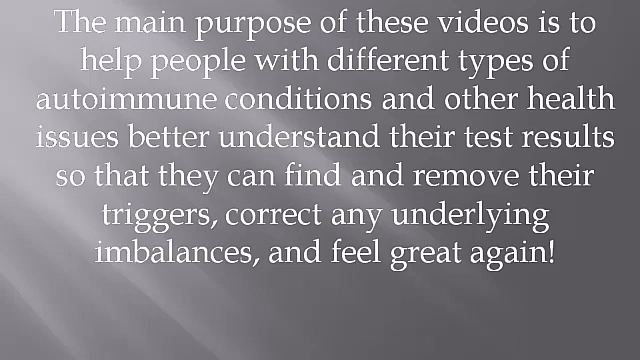 The main purpose of these videos is to
help people with different types of
autoimmune conditions and other health
issues better understand their test results
so that they can find and remove their
triggers, correct any underlying
imbalances, and feel great again!